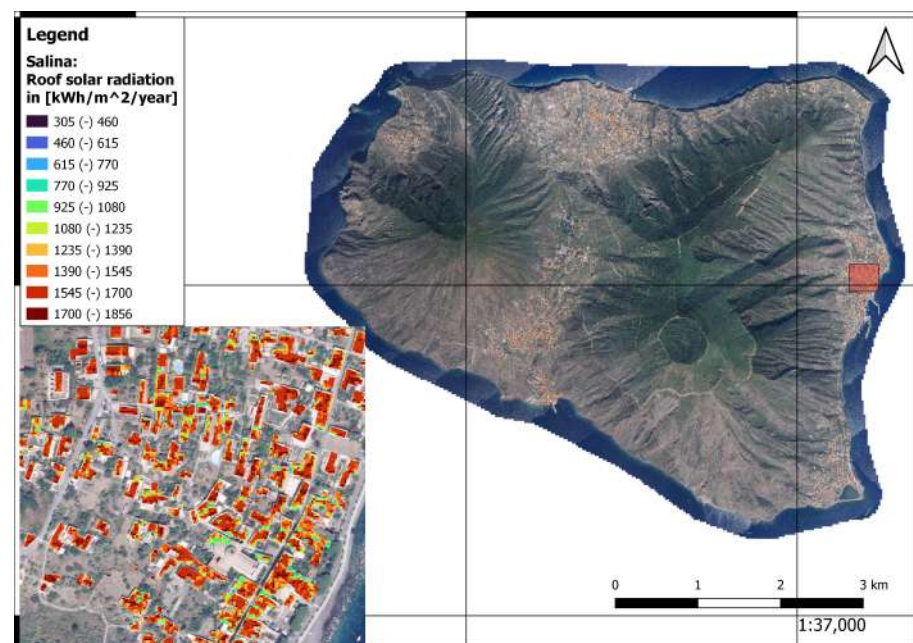 Legend
Salina:
Roof solar radiation
in [kWh/m^2/year]
305 (-) 460
460 (-) 615
615 (-) 770
770 (-) 925
925 (-) 1080
1080 (-) 1235
1235 (-) 1390
1390 (-) 1545
1545 (-) 1700
1700 (-) 1856
0 1 2 3 km
1:37,000